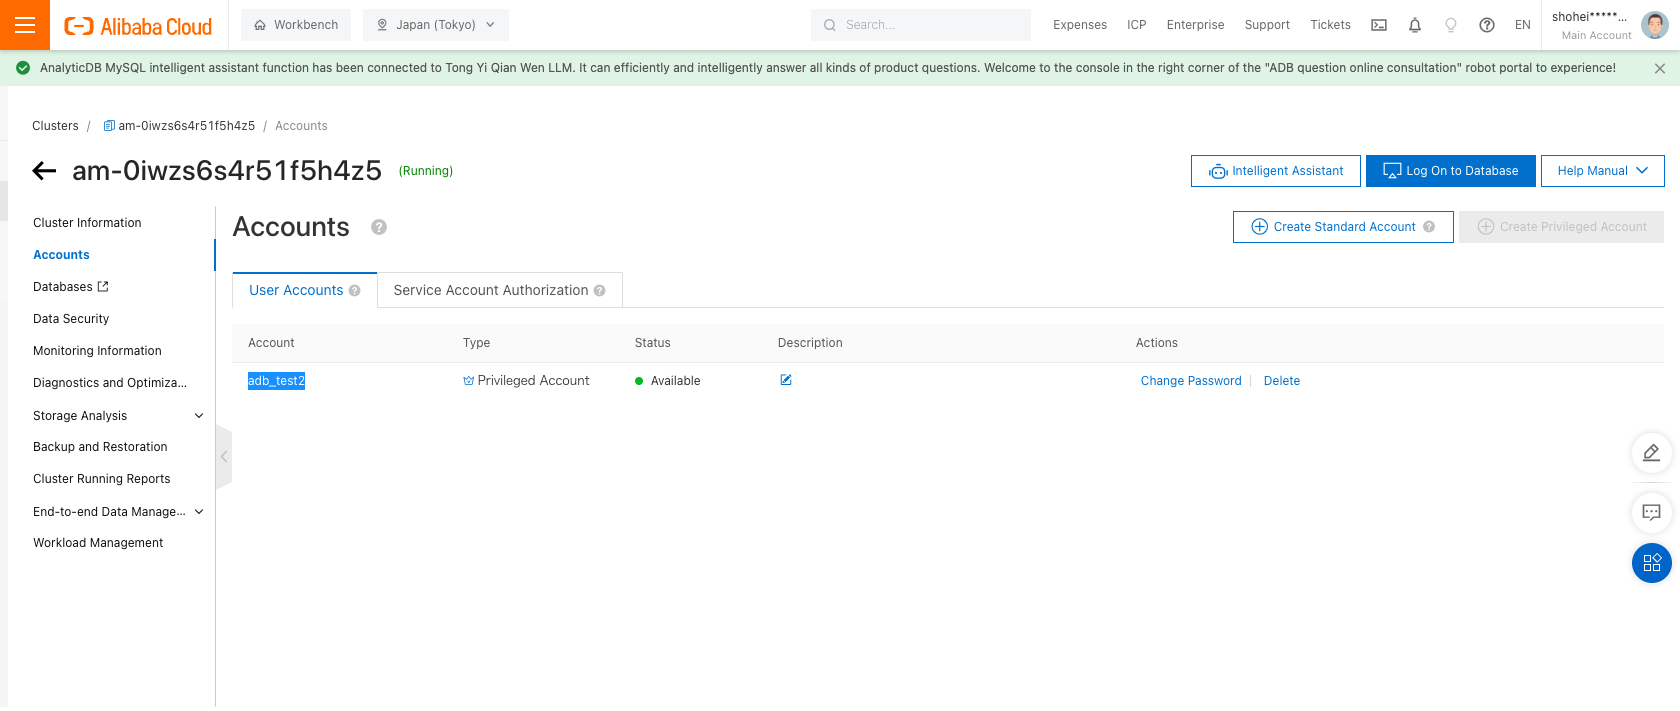 Alibaba Cloud Workbench Japan (Tokyo) Search... Expenses ICP Enterprise Support Tickets EN shohei*****...
Main Account
AnalyticDB MySQL intelligent assistant function has been connected to Tong Yi Qian Wen LLM. It can efficiently and intelligently answer all kinds of product questions. Welcome to the console in the right corner of the "ADB question online consultation" robot portal to experience!
Clusters / am-0iwzs6s4r51f5h4z5 / Accounts
am-0iwzs6s4r51f5h4z5 (Running) Intelligent Assistant Log On to Database Help Manual
Cluster Information
Accounts
Databases
Data Security
Monitoring Information
Diagnostics and Optimiza...
Storage Analysis
Backup and Restoration
Cluster Running Reports
End-to-end Data Manage...
Workload Management
Accounts ? Create Standard Account ? Create Privileged Account
User Accounts ? Service Account Authorization ?
Account Type Status Description Actions
adb_test2 Privileged Account Available Change Password Delete